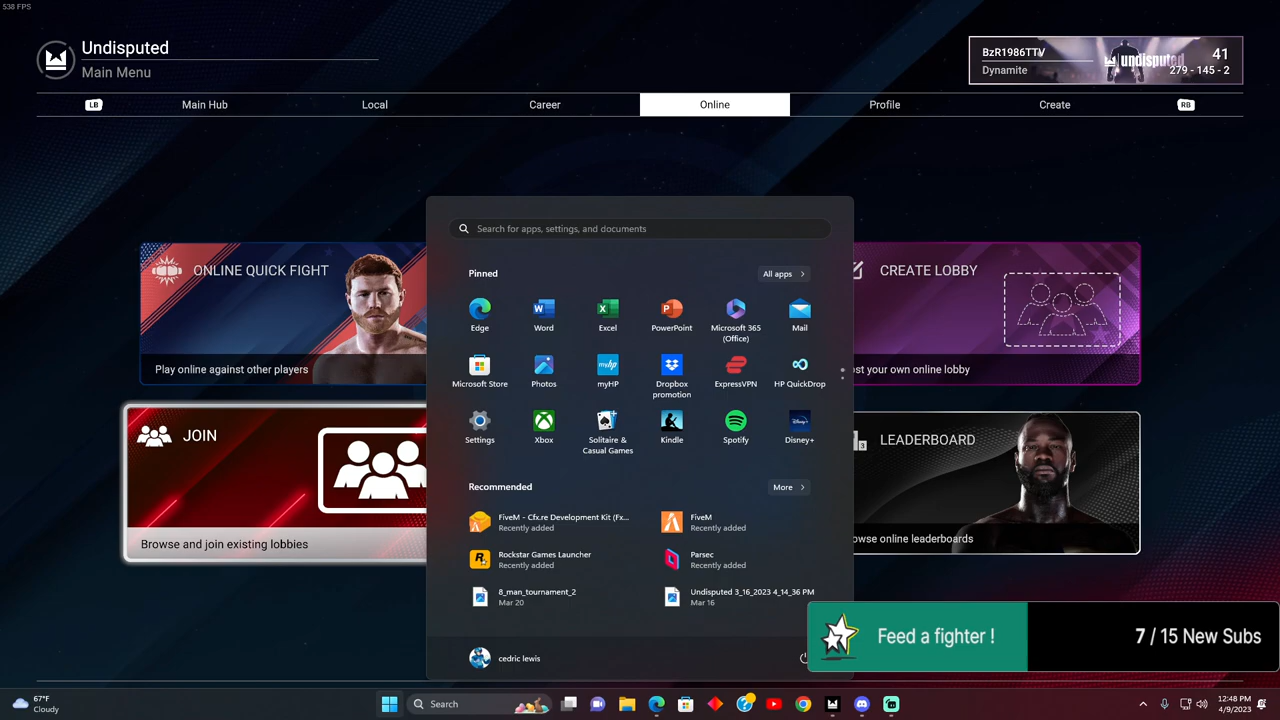 538 FPS
Undisputed
Main Menu
BzR1986TTV
Dynamite
undisputed
41
279 - 145 - 2
LB
Main Hub
Local
Career
Online
Profile
Create
RB
ONLINE QUICK FIGHT
Play online against other players
CREATE LOBBY
ost your own online lobby
JOIN
Browse and join existing lobbies
LEADERBOARD
owse online leaderboards
Search for apps, settings, and documents
Pinned
All apps
Edge
Word
Excel
PowerPoint
Microsoft 365
(Office)
Mail
Microsoft Store
Photos
myHP
Dropbox
promotion
ExpressVPN
HP QuickDrop
Settings
Xbox
Solitaire &
Casual Games
Kindle
Spotify
Disney+
Recommended
More
FiveM - Cfx.re Development Kit (Fx...
Recently added
FiveM
Recently added
Rockstar Games Launcher
Recently added
Parsec
Recently added
8_man_tournament_2
Mar 20
Undisputed 3_16_2023 4_14_36 PM
Mar 16
cedric lewis
Feed a fighter !
7 / 15 New Subs
67°F
Cloudy
Search
12:48 PM
4/9/2023